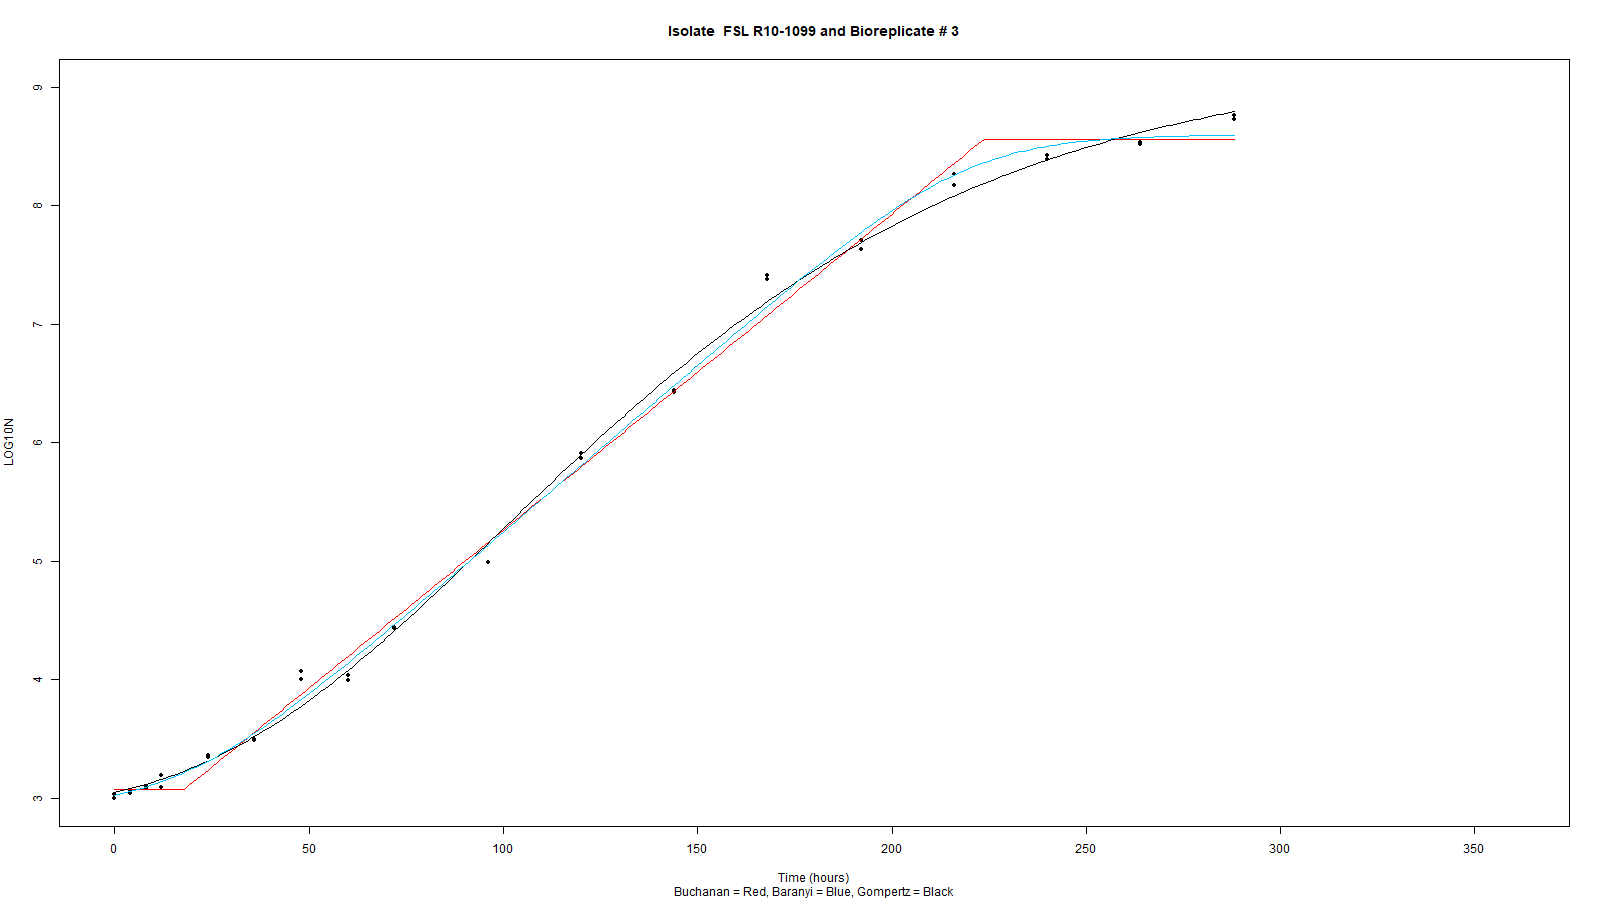 Isolate  FSL R10-1099 and Bioreplicate # 3
9
8
7
6
5
4
3
LOG10N
0 50 100 150 200 250 300 350
Time (hours)
Buchanan = Red, Baranyi = Blue, Gompertz = Black